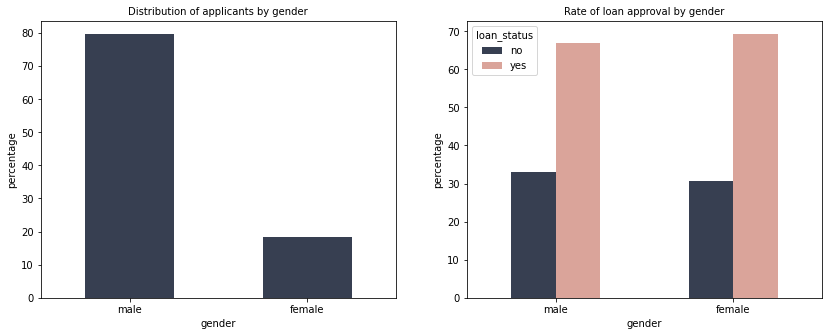 Distribution of applicants by gender
80
70
60
50
40
30
20
10
0
percentage
male female
gender
Rate of loan approval by gender
70
60
50
40
30
20
10
0
percentage
loan_status
no
yes
male female
gender